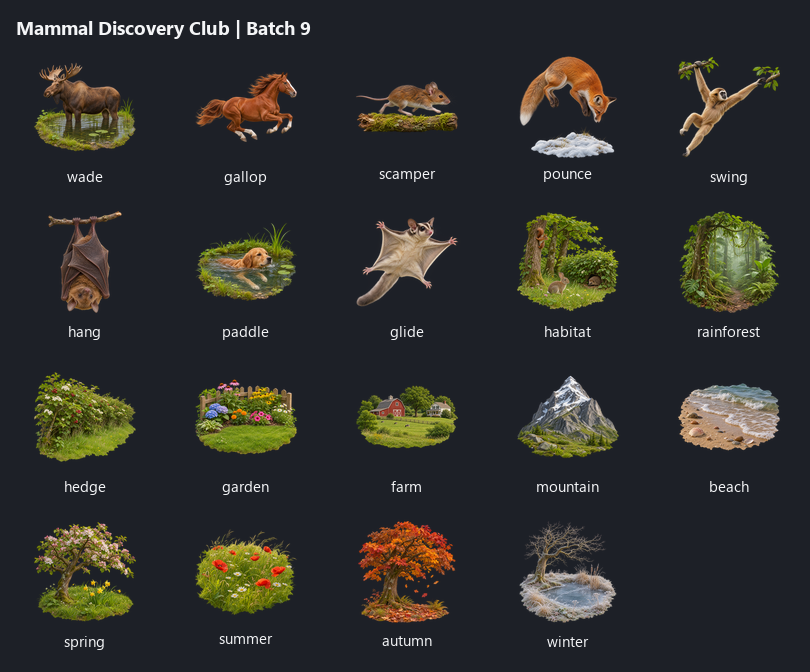 Mammal Discovery Club | Batch 9
wade
gallop
scamper
pounce
swing
hang
paddle
glide
habitat
rainforest
hedge
garden
farm
mountain
beach
spring
summer
autumn
winter